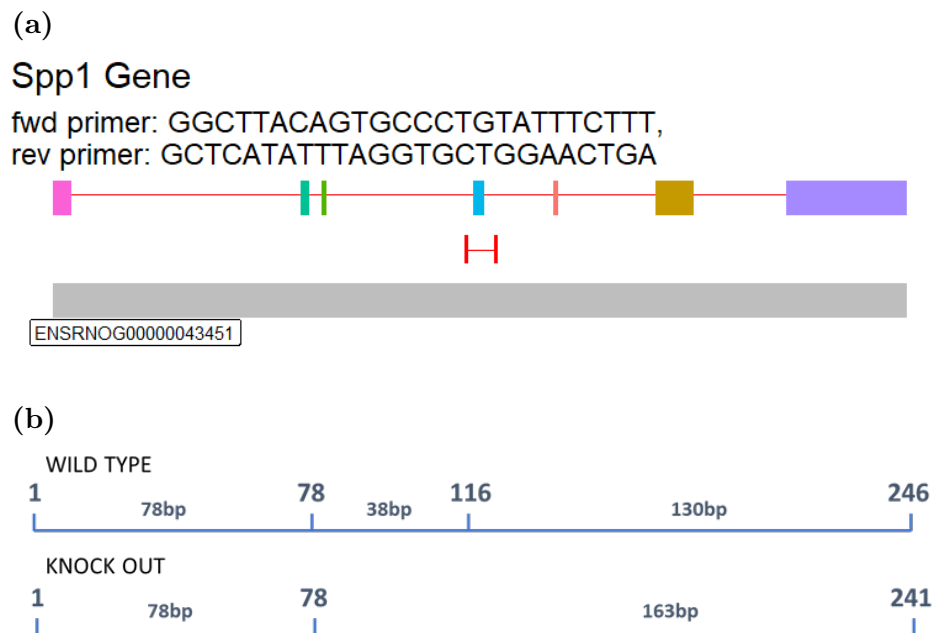 (a)
Spp1 Gene
fwd primer: GGCTTACAGTGCCCTGTATTTCTTT,
rev primer: GCTCATATTTAGGTGCTGGAACTGA
ENSRNOG00000043451
(b)
WILD TYPE
1 78 116 246
78bp 38bp 130bp
KNOCK OUT
1 78 241
78bp 163bp